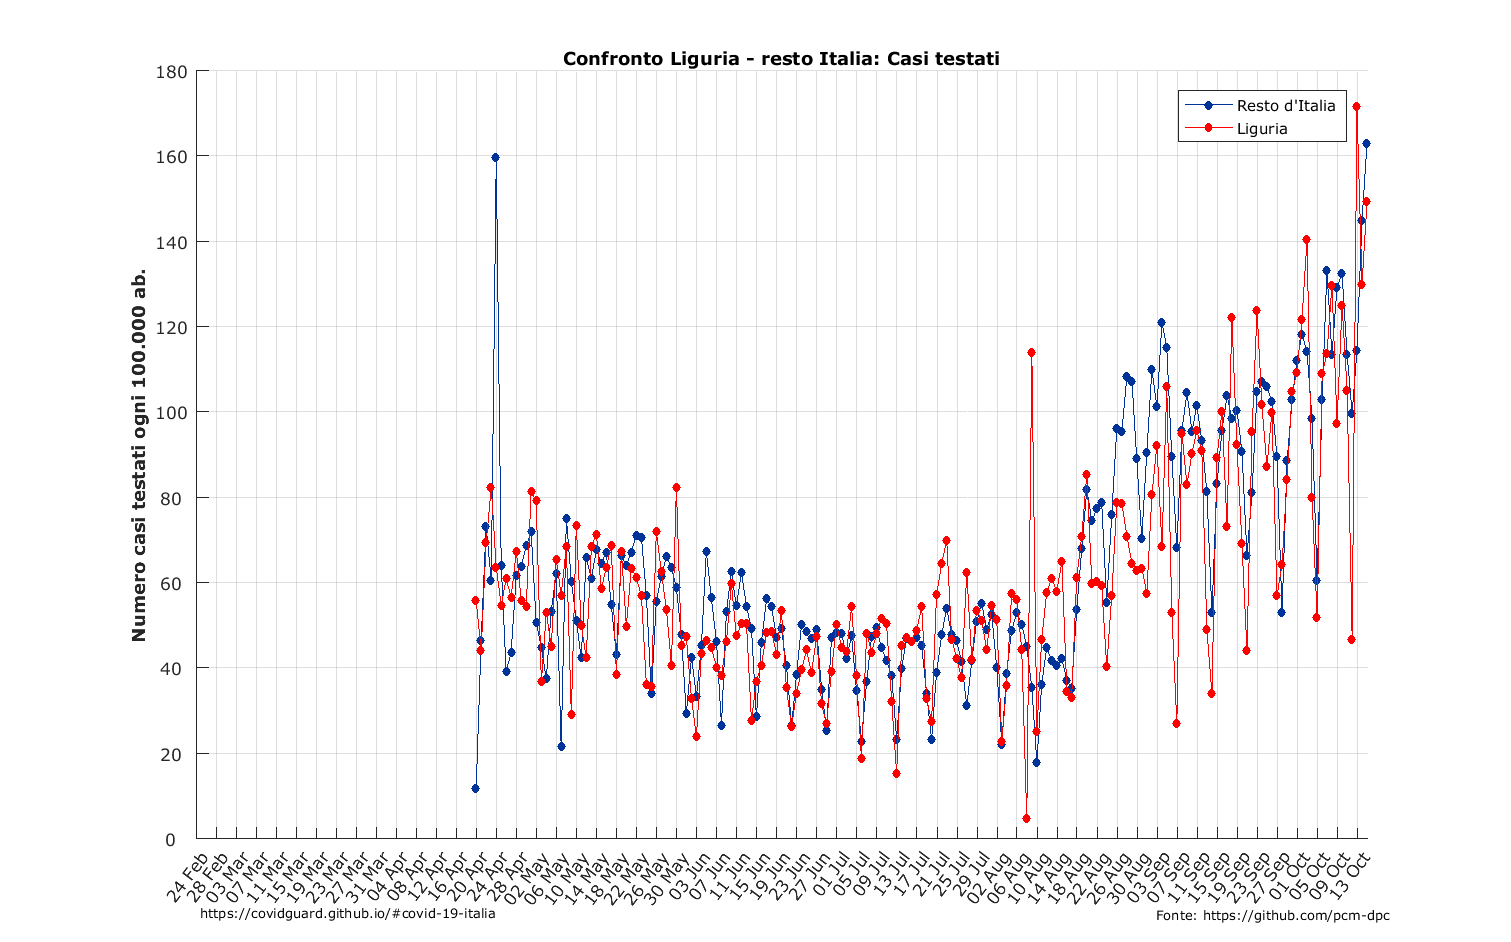 Confronto Liguria - resto Italia: Casi testati
Resto d'Italia
Liguria
Numero casi testati ogni 100.000 ab.
180
160
140
120
100
80
60
40
20
0
24 Feb
28 Feb
03 Mar
07 Mar
11 Mar
15 Mar
19 Mar
23 Mar
27 Mar
31 Mar
04 Apr
08 Apr
12 Apr
16 Apr
20 Apr
24 Apr
28 Apr
02 May
06 May
10 May
14 May
18 May
22 May
26 May
30 May
03 Jun
07 Jun
11 Jun
15 Jun
19 Jun
23 Jun
27 Jun
01 Jul
05 Jul
09 Jul
13 Jul
17 Jul
21 Jul
25 Jul
29 Jul
02 Aug
06 Aug
10 Aug
14 Aug
18 Aug
22 Aug
26 Aug
30 Aug
03 Sep
07 Sep
11 Sep
15 Sep
19 Sep
23 Sep
27 Sep
01 Oct
05 Oct
09 Oct
13 Oct
https://covidguard.github.io/#covid-19-italia
Fonte: https://github.com/pcm-dpc